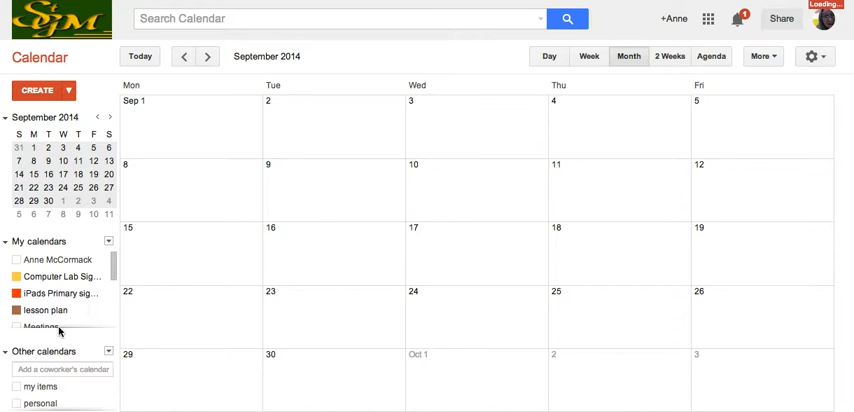 St
SGM
Search Calendar
+Anne
1
Share
Loading...
Calendar
Today
September 2014
Day
Week
Month
2 Weeks
Agenda
More
CREATE
September 2014
S M T W T F S
31 1 2 3 4 5 6
7 8 9 10 11 12 13
14 15 16 17 18 19 20
21 22 23 24 25 26 27
28 29 30 1 2 3 4
5 6 7 8 9 10 11
My calendars
Anne McCormack
Computer Lab Sig...
iPads Primary sig...
lesson plan
Meetings
Other calendars
Add a coworker's calendar
my items
personal
Mon Tue Wed Thu Fri
Sep 1 2 3 4 5
8 9 10 11 12
15 16 17 18 19
22 23 24 25 26
29 30 Oct 1 2 3